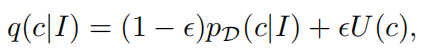 q(c|I) = (1 − ϵ)p_𝒟(c|I) + ϵU(c),